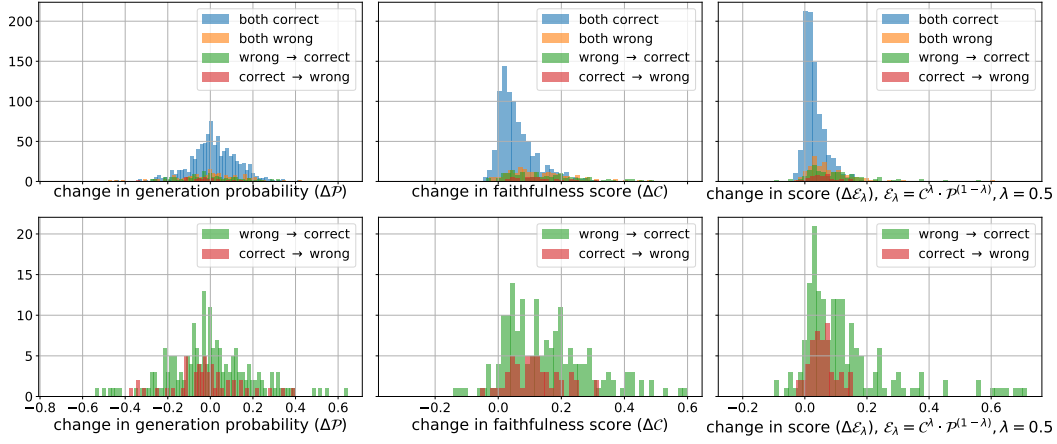 200
150
100
50
0
both correct
both wrong
wrong → correct
correct → wrong
change in generation probability (Δ𝒫)
both correct
both wrong
wrong → correct
correct → wrong
change in faithfulness score (Δ𝒞)
both correct
both wrong
wrong → correct
correct → wrong
change in score (Δℰ_λ), ℰ_λ = 𝒞^λ · 𝒫^(1−λ), λ = 0.5
20
15
10
5
0
wrong → correct
correct → wrong
−0.8 −0.6 −0.4 −0.2 0.0 0.2 0.4 0.6
change in generation probability (Δ𝒫)
wrong → correct
correct → wrong
−0.2 0.0 0.2 0.4 0.6
change in faithfulness score (Δ𝒞)
wrong → correct
correct → wrong
−0.2 0.0 0.2 0.4 0.6
change in score (Δℰ_λ), ℰ_λ = 𝒞^λ · 𝒫^(1−λ), λ = 0.5